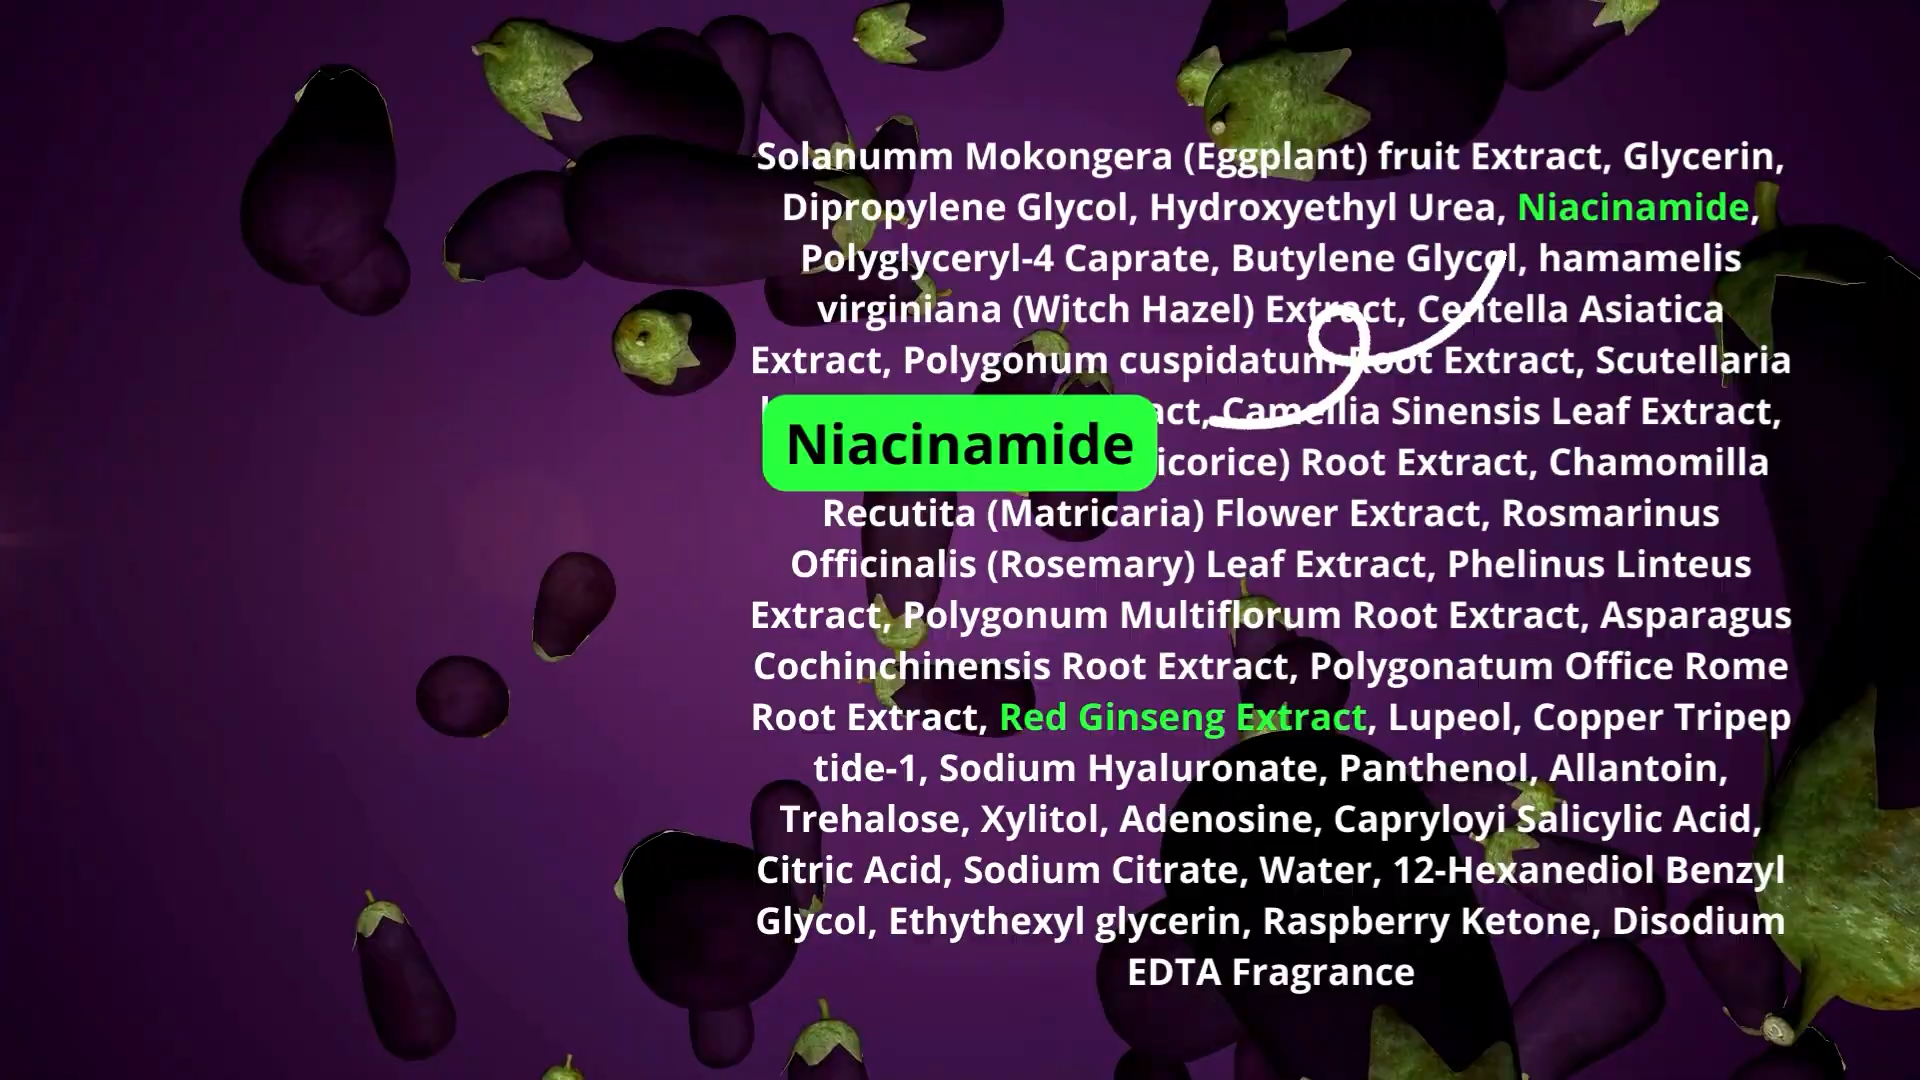 Solanumm Mokongera (Eggplant) fruit Extract, Glycerin,
Dipropylene Glycol, Hydroxyethyl Urea, Niacinamide,
Polyglyceryl-4 Caprate, Butylene Glycol, hamamelis
virginiana (Witch Hazel) Extract, Centella Asiatica
Extract, Polygonum cuspidatum Root Extract, Scutellaria
Camellia Sinensis Leaf Extract,
Niacinamide
Root Extract, Chamomilla
Recutita (Matricaria) Flower Extract, Rosmarinus
Officinalis (Rosemary) Leaf Extract, Phelinus Linteus
Extract, Polygonum Multiflorum Root Extract, Asparagus
Cochinchinensis Root Extract, Polygonatum Office Rome
Root Extract, Red Ginseng Extract, Lupeol, Copper Tripep
tide-1, Sodium Hyaluronate, Panthenol, Allantoin,
Trehalose, Xylitol, Adenosine, Capryloyi Salicylic Acid,
Citric Acid, Sodium Citrate, Water, 12-Hexanediol Benzyl
Glycol, Ethythexyl glycerin, Raspberry Ketone, Disodium
EDTA Fragrance